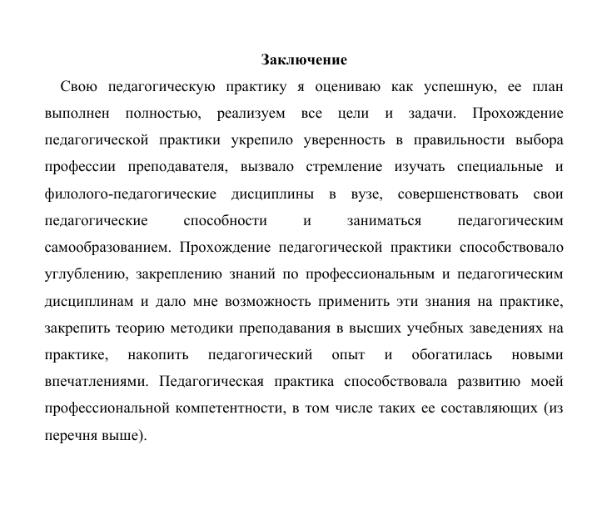 Заключение
Свою педагогическую практику я оцениваю как успешную, ее план
выполнен полностью, реализуем все цели и задачи. Прохождение
педагогической практики укрепило уверенность в правильности выбора
профессии преподавателя, вызвало стремление изучать специальные и
филолого-педагогические дисциплины в вузе, совершенствовать свои
педагогические способности и заниматься педагогическим
самообразованием. Прохождение педагогической практики способствовало
углублению, закреплению знаний по профессиональным и педагогическим
дисциплинам и дало мне возможность применить эти знания на практике,
закрепить теорию методики преподавания в высших учебных заведениях на
практике, накопить педагогический опыт и обогатилась новыми
впечатлениями. Педагогическая практика способствовала развитию моей
профессиональной компетентности, в том числе таких ее составляющих (из
перечня выше).